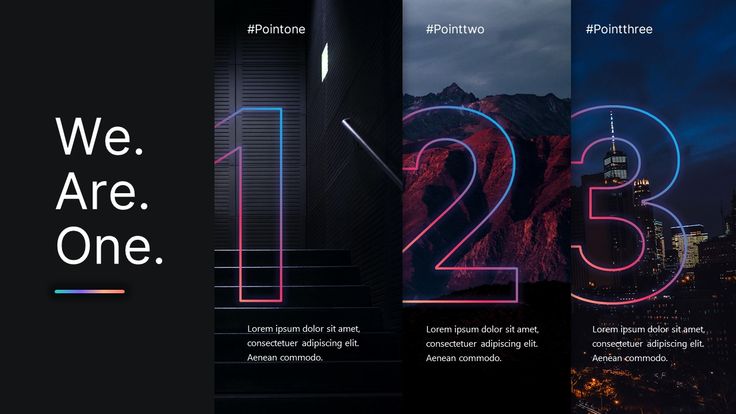 We.
Are.
One.
#Pointone
1
Lorem ipsum dolor sit amet,
consectetuer adipiscing elit.
Aenean commodo.
#Pointtwo
2
Lorem ipsum dolor sit amet,
consectetuer adipiscing elit.
Aenean commodo.
#Pointthree
3
Lorem ipsum dolor sit amet,
consectetuer adipiscing elit.
Aenean commodo.